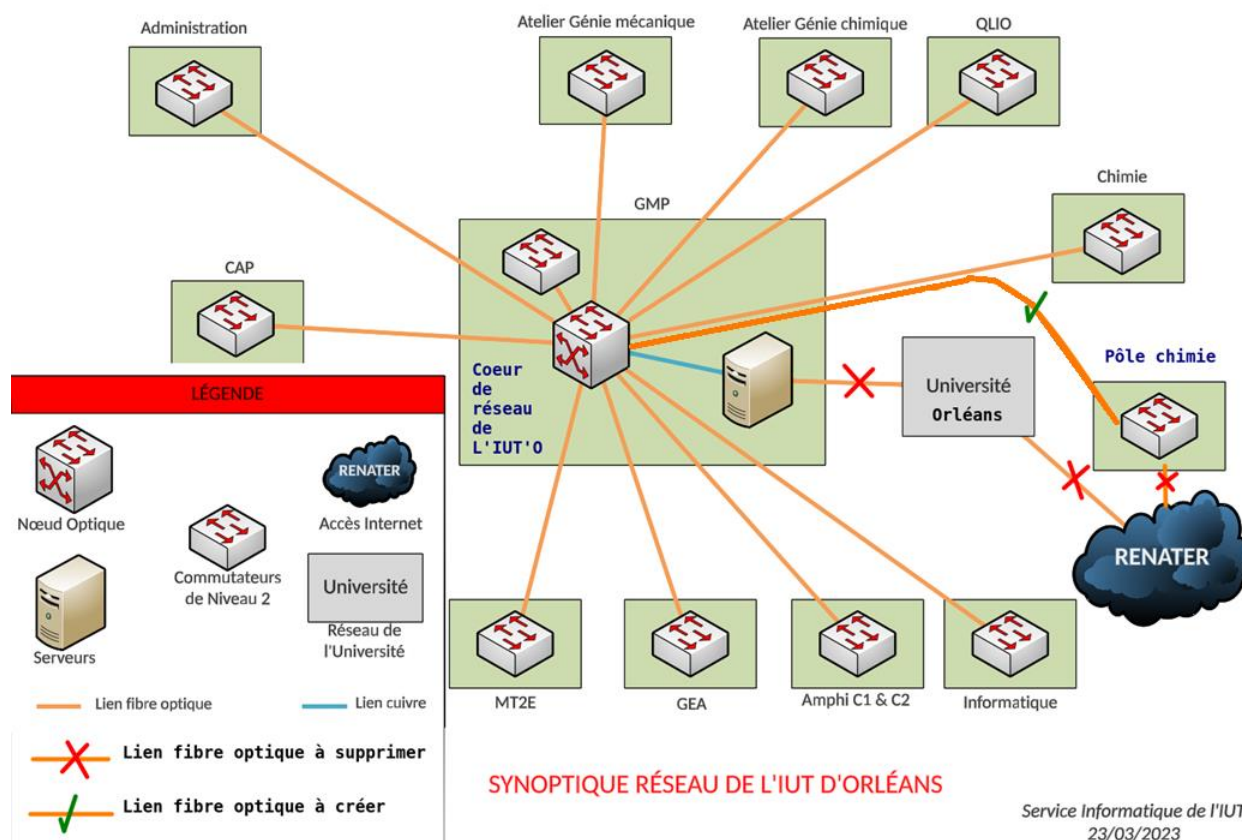 Administration
Atelier Génie mécanique
Atelier Génie chimique
QLIO
Chimie
GMP
CAP
Coeur
de
réseau
de
L'IUT'O
Université
Orléans
Pôle chimie
RENATER
LÉGENDE
Nœud Optique
Commutateurs
de Niveau 2
RENATER
Accès Internet
Serveurs
Université
Réseau de
l'Université
Lien fibre optique
Lien cuivre
Lien fibre optique à supprimer
Lien fibre optique à créer
MT2E
GEA
Amphi C1 & C2
Informatique
SYNOPTIQUE RÉSEAU DE L'IUT D'ORLÉANS
Service Informatique de l'IUT
23/03/2023